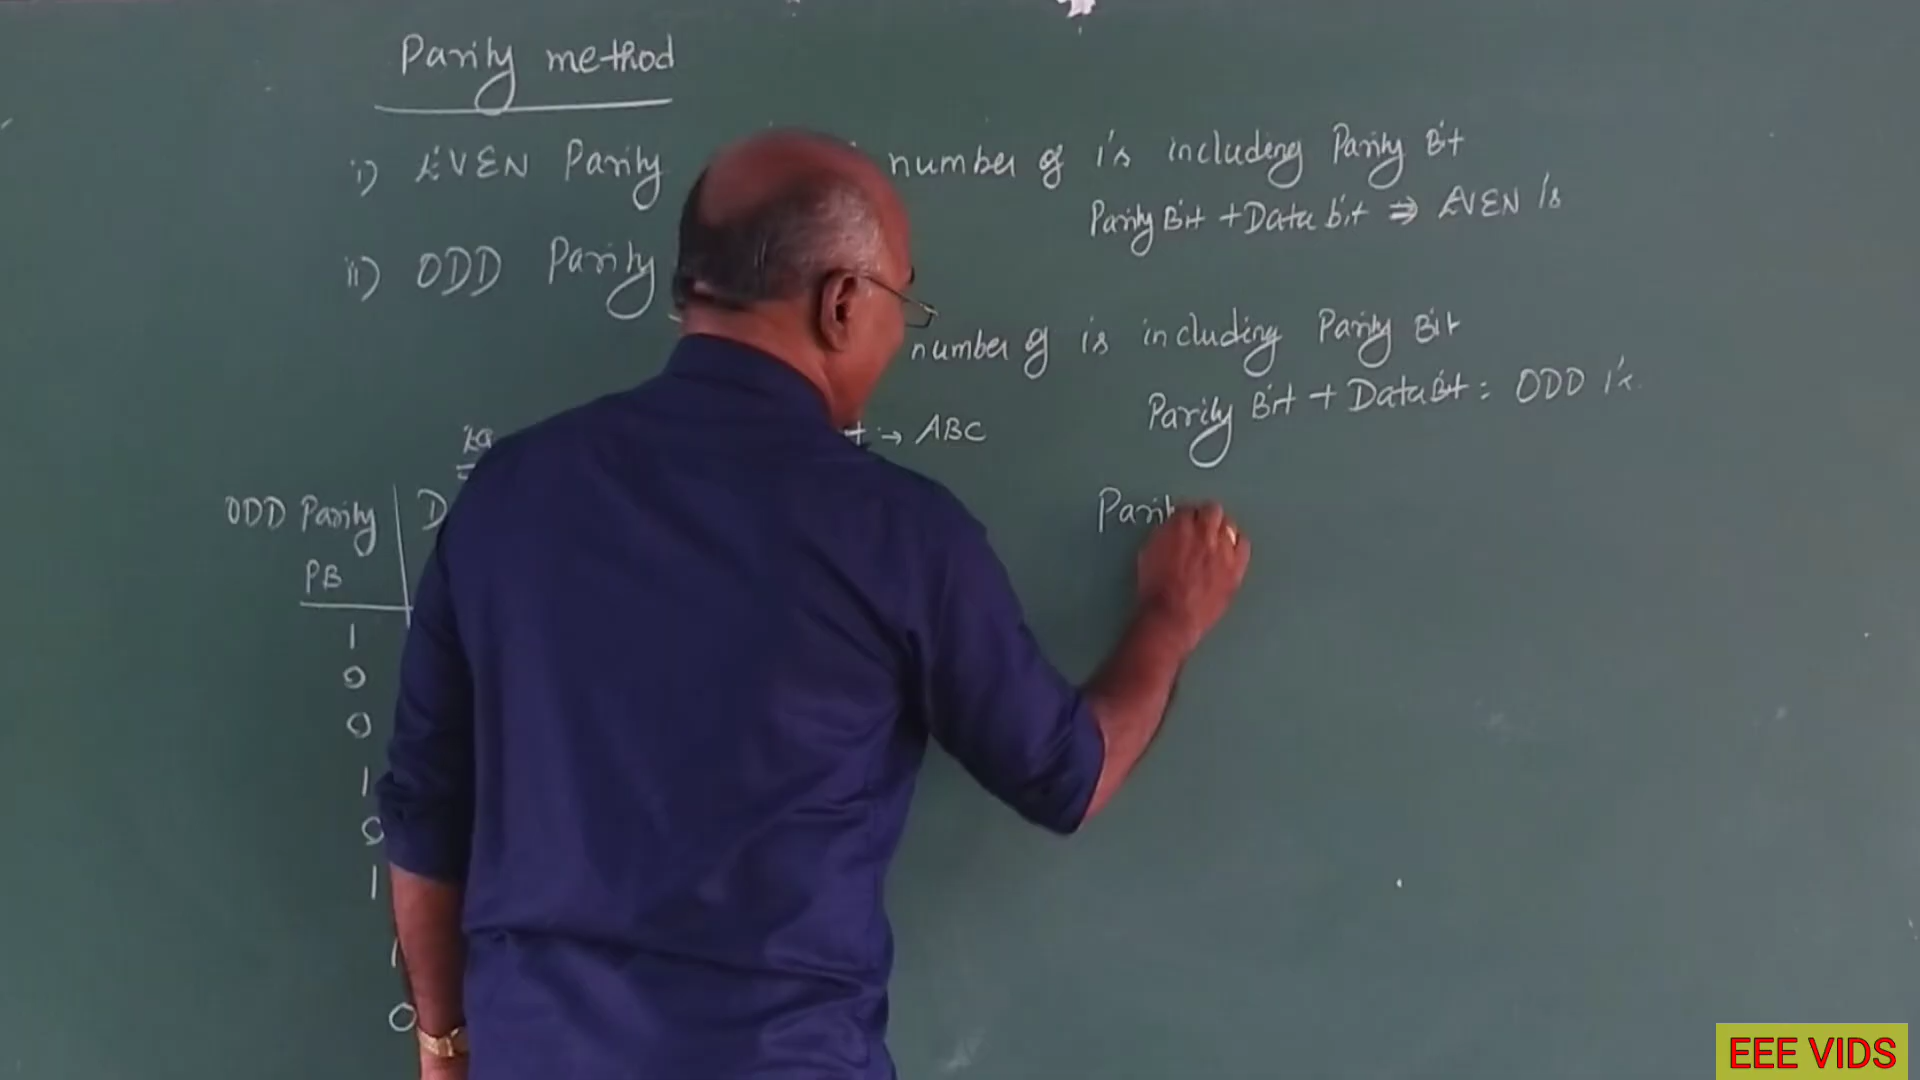 Parity method
i) EVEN Parity number of 1's including Parity Bit
Parity Bit + Data bit ⇒ EVEN 1s
ii) ODD Parity
number of 1s including Parity Bit
Parity Bit + Data Bit = ODD 1's
→ ABC
ODD Parity D
PB
Parity
1
0
0
1
0
1
1
0
EEE VIDS